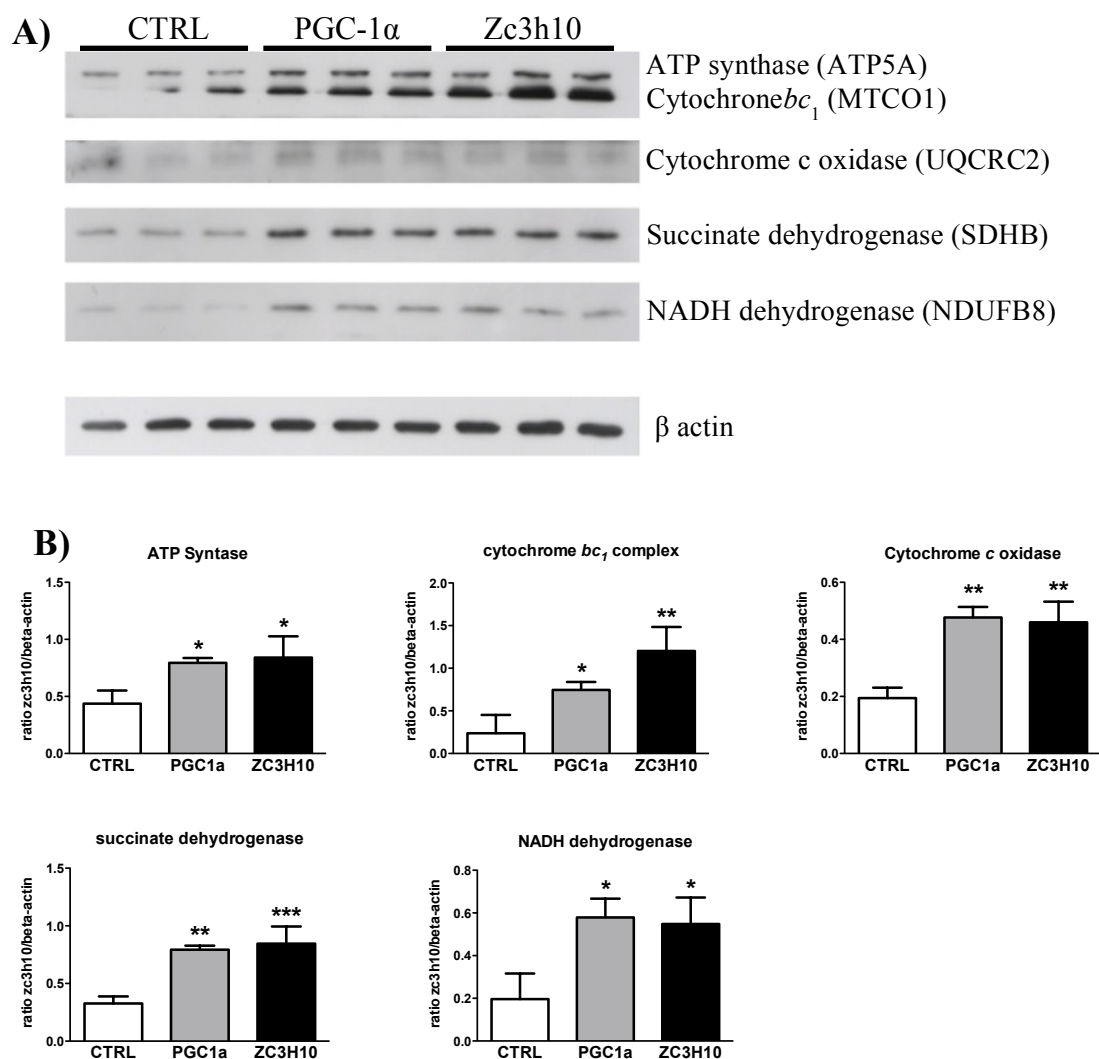 A)
CTRL PGC-1α Zc3h10
ATP synthase (ATP5A)
Cytochronebc1 (MTCO1)
Cytochrome c oxidase (UQCRC2)
Succinate dehydrogenase (SDHB)
NADH dehydrogenase (NDUFB8)
β actin
B)
ATP Syntase
ratio zc3h10/beta-actin
1.5
1.0
0.5
0.0
* *
CTRL PGC1a ZC3H10
cytochrome bc1 complex
ratio zc3h10/beta-actin
2.0
1.5
1.0
0.5
0.0
* **
CTRL PGC1a ZC3H10
Cytochrome c oxidase
ratio zc3h10/beta-actin
0.6
0.4
0.2
0.0
** **
CTRL PGC1a ZC3H10
succinate dehydrogenase
ratio zc3h10/beta-actin
1.5
1.0
0.5
0.0
** ***
CTRL PGC1a ZC3H10
NADH dehydrogenase
ratio zc3h10/beta-actin
0.8
0.6
0.4
0.2
0.0
* *
CTRL PGC1a ZC3H10